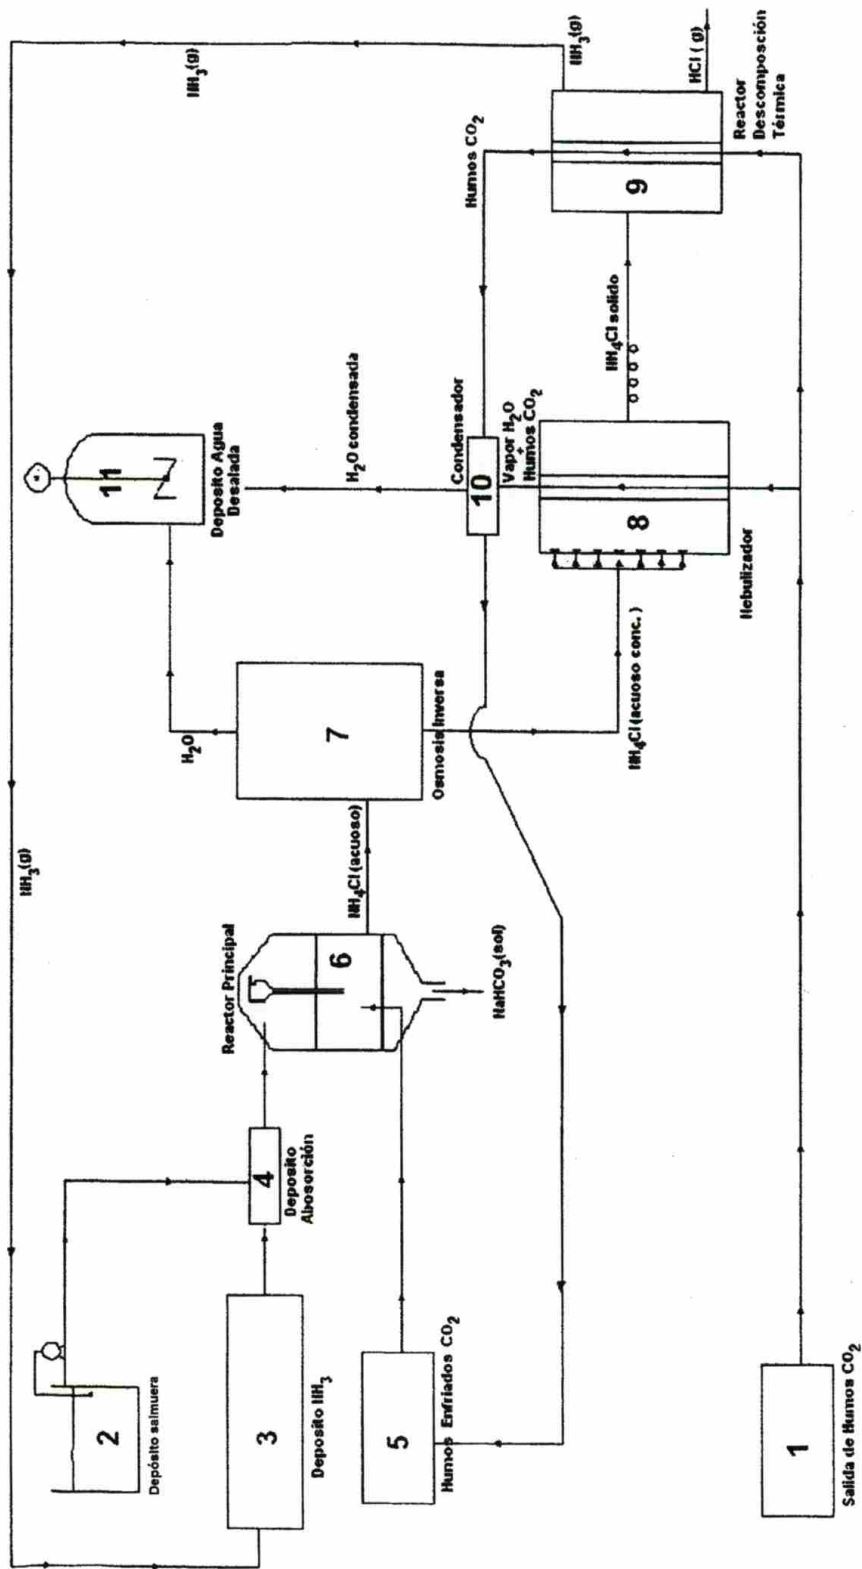 NH3(g)
NH3(g)
NH3(g)
2
Depósito salmuera
3
Deposito NH3
4
Deposito
Abosorción
5
Humos Enfriados CO2
1
Salida de Humos CO2
Reactor Principal
6
NaHCO3(sol)
NH4Cl(acuoso)
7
Osmosis Inversa
H2O
NH4Cl(acuoso conc.)
11
Deposito Agua
Desalada
H2O condensada
Condensador
10
Vapor H2O
+
Humos CO2
8
Nebulizador
NH4Cl solido
Humos CO2
9
Reactor
Descomposción
Térmica
HCl (g)